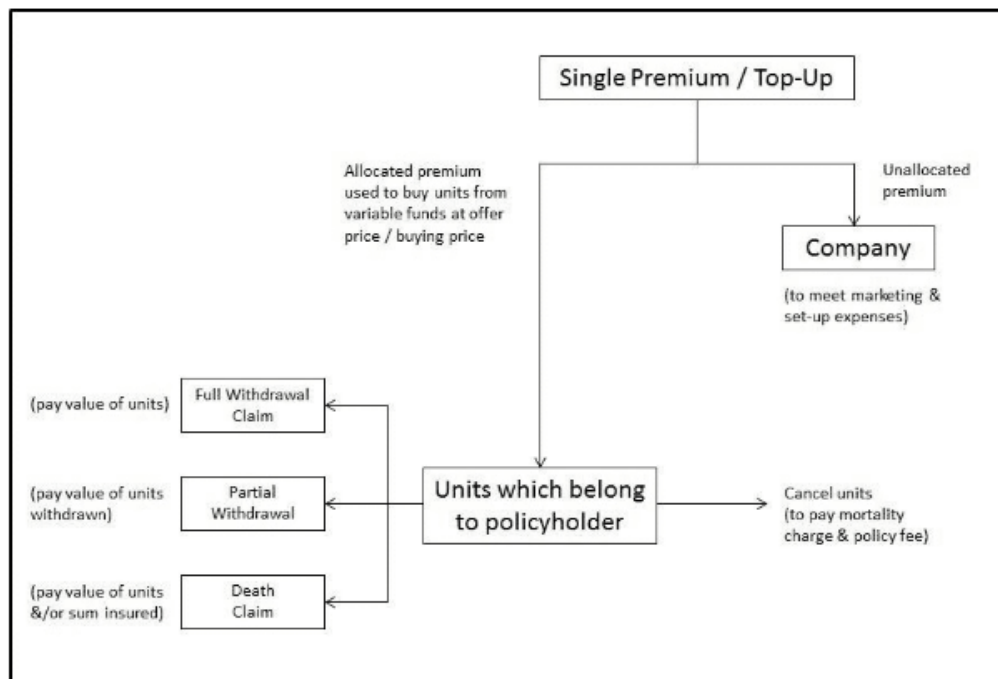 Single Premium / Top-Up
Allocated premium
used to buy units from
variable funds at offer
price / buying price
Unallocated
premium
Company
(to meet marketing &
set-up expenses)
(pay value of units)
Full Withdrawal
Claim
(pay value of units
withdrawn)
Partial
Withdrawal
Units which belong
to policyholder
Cancel units
(to pay mortality
charge & policy fee)
(pay value of units
&/or sum insured)
Death
Claim